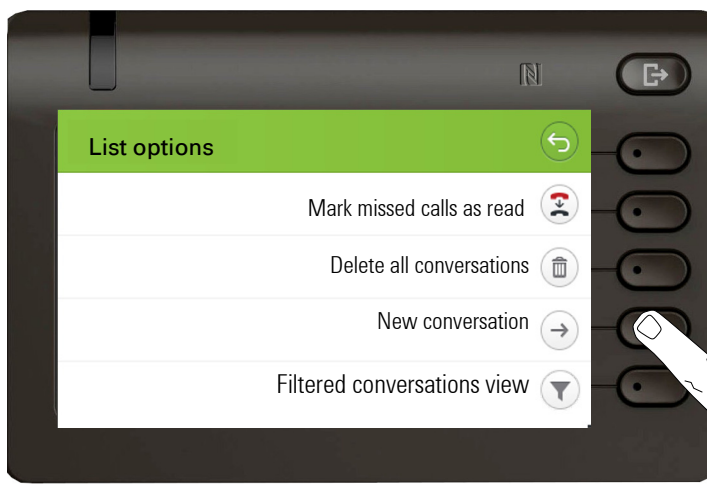 List options
Mark missed calls as read
Delete all conversations
New conversation
Filtered conversations view